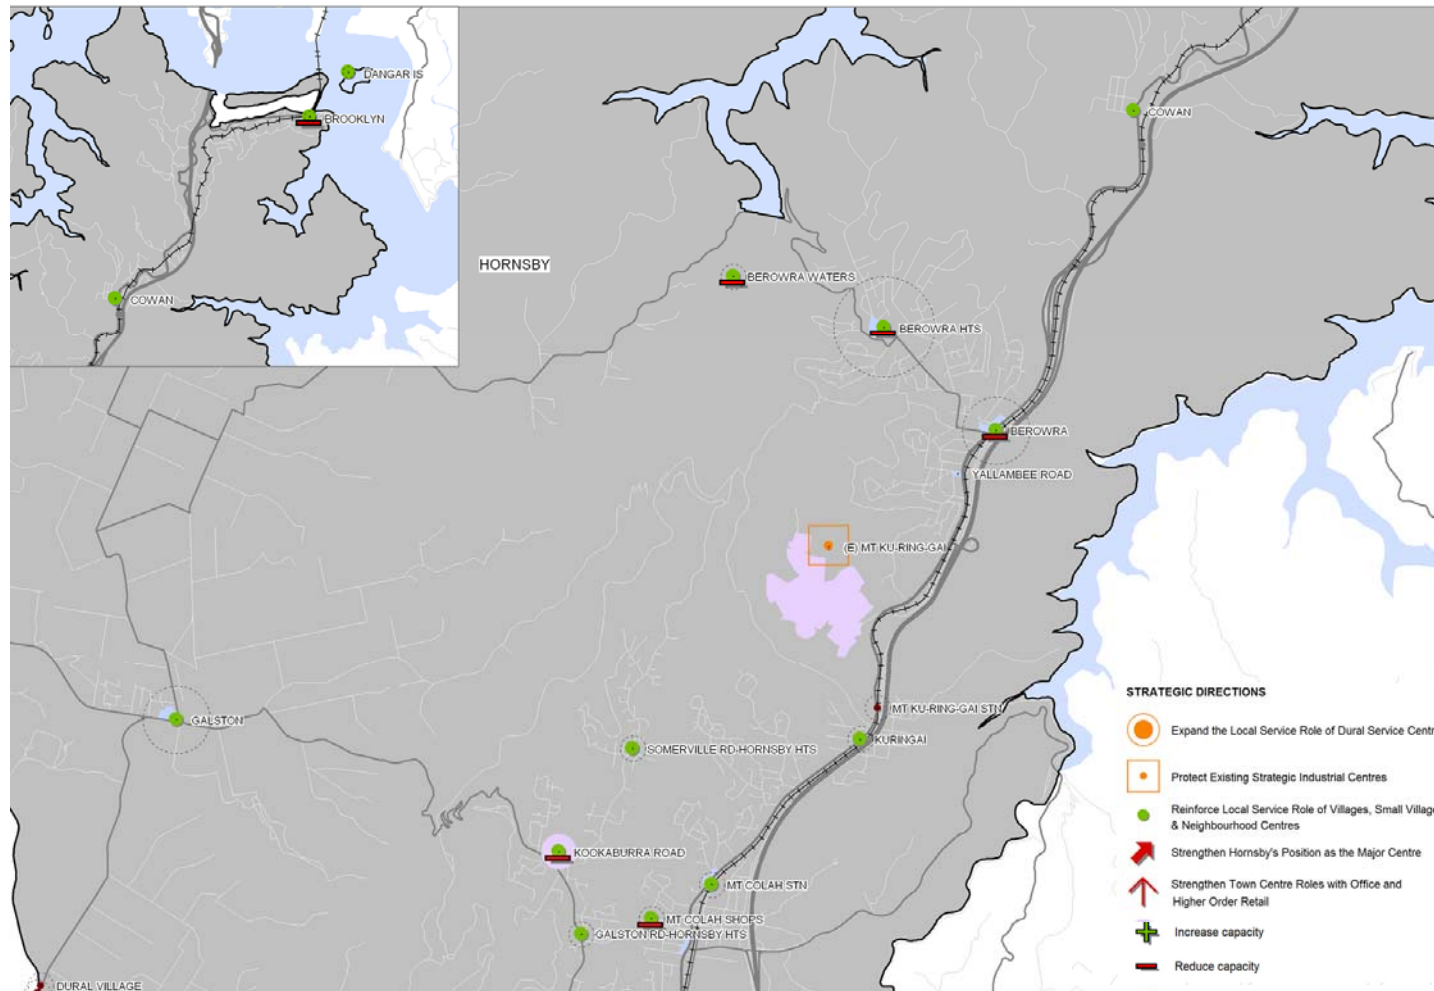 DANGAR IS
BROOKLYN
COWAN
COWAN
HORNSBY
BEROWRA WATERS
BEROWRA HTS
BEROWRA
YALLAMBEE ROAD
(E) MT KU-RING-GAI
MT KU-RING-GAI STN
GALSTON
KURINGAI
SOMERVILLE RD-HORNSBY HTS
KOOKABURRA ROAD
MT COLAH STN
MT COLAH SHOPS
GALSTON RD-HORNSBY HTS
DURAL VILLAGE
STRATEGIC DIRECTIONS
Expand the Local Service Role of Dural Service Centr
Protect Existing Strategic Industrial Centres
Reinforce Local Service Role of Villages, Small Village
& Neighbourhood Centres
Strengthen Hornsby's Position as the Major Centre
Strengthen Town Centre Roles with Office and
Higher Order Retail
Increase capacity
Reduce capacity